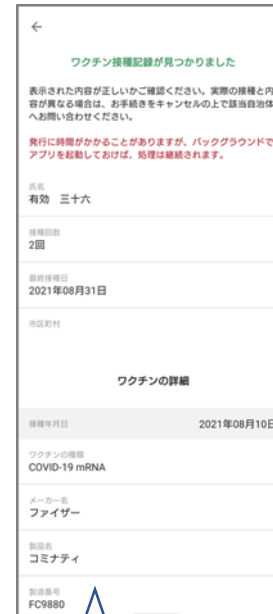 ワクチン接種記録が見つかりました
表示された内容が正しいかご確認ください。実際の接種と内
容が異なる場合は、お手続きをキャンセルの上で該当自治体
へお問い合わせください。
発行に時間がかかることがありますが、バックグラウンドで
アプリを起動しておけば、処理は継続されます。
氏名
有効 三十六
接種回数
2回
最終接種日
2021年08月31日
市区町村
ワクチンの詳細
接種年月日
2021年08月10日
ワクチンの種類
COVID-19 mRNA
メーカー名
ファイザー
製品名
コミナティ
製造番号
FC9880